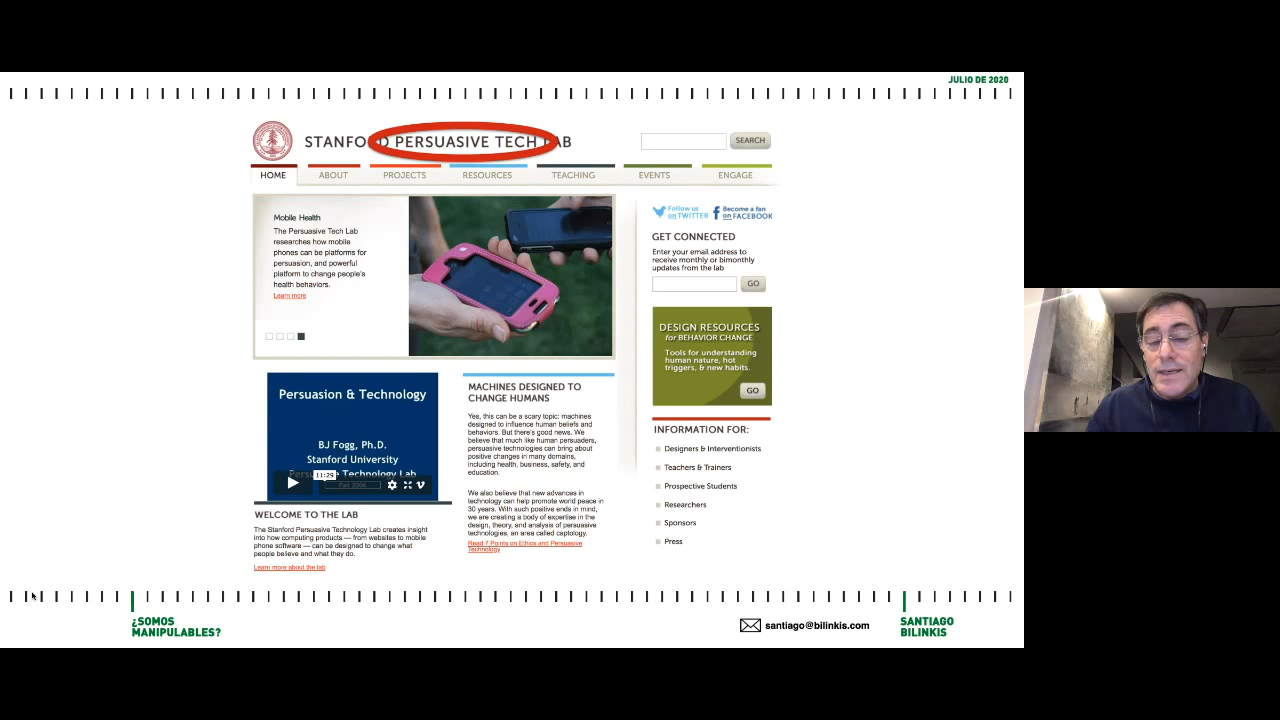 JULIO DE 2020
STANFORD PERSUASIVE TECH LAB
SEARCH
HOME
ABOUT
PROJECTS
RESOURCES
TEACHING
EVENTS
ENGAGE
Mobile Health
The Persuasive Tech Lab
researches how mobile
phones can be platforms for
persuasion, and powerful
platform to change people's
health behaviors.
Learn more
Follow us
on TWITTER
Become a fan
on FACEBOOK
GET CONNECTED
Enter your email address to
receive monthly or bimonthly
updates from the lab
GO
DESIGN RESOURCES
for BEHAVIOR CHANGE
Tools for understanding
human nature, hot
triggers, & new habits.
GO
Persuasion & Technology
BJ Fogg, Ph.D.
Stanford University
Technology Lab
11:29
Fall 2006
WELCOME TO THE LAB
The Stanford Persuasive Technology Lab creates insight
into how computing products — from websites to mobile
phone software — can be designed to change what
people believe and what they do.
Learn more about the lab
MACHINES DESIGNED TO
CHANGE HUMANS
Yes, this can be a scary topic: machines
designed to influence human beliefs and
behaviors. But there's good news. We
believe that much like human persuaders,
persuasive technologies can bring about
positive changes in many domains,
including health, business, safety, and
education.
We also believe that new advances in
technology can help promote world peace in
30 years. With such positive ends in mind,
we are creating a body of expertise in the
design, theory, and analysis of persuasive
technologies, an area called captology.
Read 7 Points on Ethics and Persuasive
Technology
INFORMATION FOR:
Designers & Interventionists
Teachers & Trainers
Prospective Students
Researchers
Sponsors
Press
¿SOMOS
MANIPULABLES?
santiago@bilinkis.com
SANTIAGO
BILINKIS